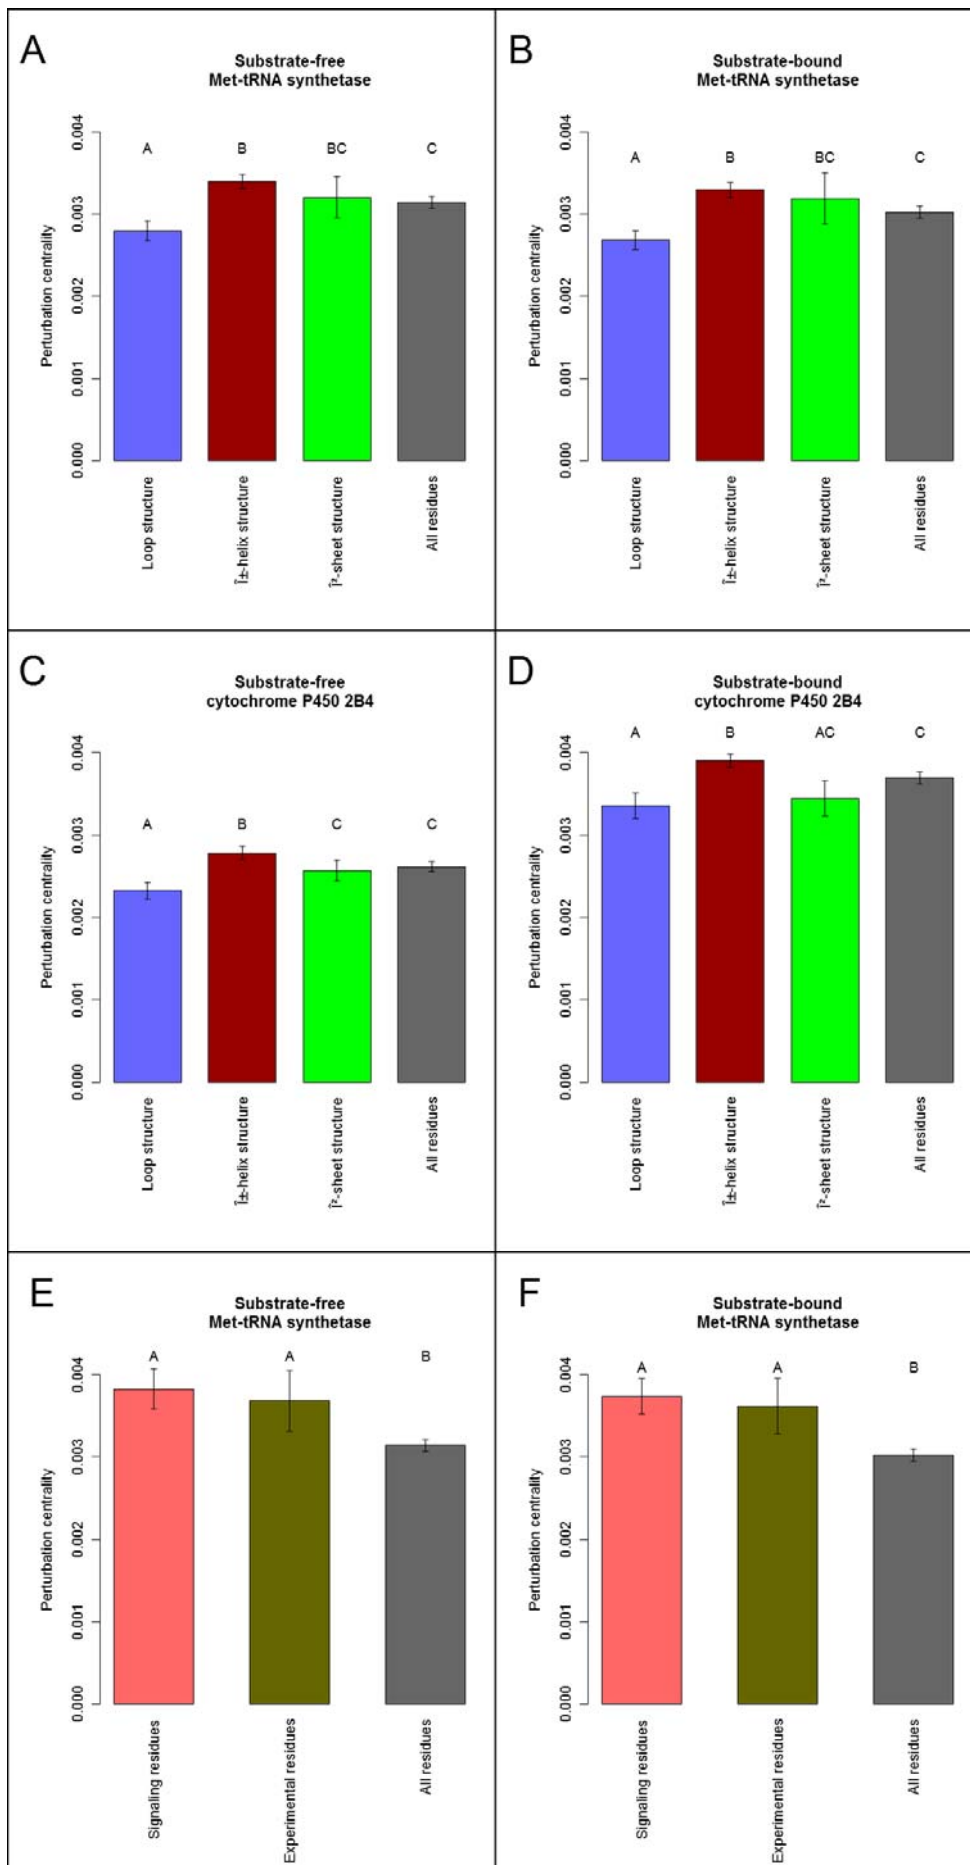 A
Substrate-free
Met-tRNA synthetase
Perturbation centrality
0.004
0.003
0.002
0.001
0.000
A
B
BC
C
Loop structure
α-helix structure
β-sheet structure
All residues
B
Substrate-bound
Met-tRNA synthetase
Perturbation centrality
0.004
0.003
0.002
0.001
0.000
A
B
BC
C
Loop structure
α-helix structure
β-sheet structure
All residues
C
Substrate-free
cytochrome P450 2B4
Perturbation centrality
0.004
0.003
0.002
0.001
0.000
A
B
C
C
Loop structure
α-helix structure
β-sheet structure
All residues
D
Substrate-bound
cytochrome P450 2B4
Perturbation centrality
0.004
0.003
0.002
0.001
0.000
A
B
AC
C
Loop structure
α-helix structure
β-sheet structure
All residues
E
Substrate-free
Met-tRNA synthetase
Perturbation centrality
0.004
0.003
0.002
0.001
0.000
A
A
B
Signaling residues
Experimental residues
All residues
F
Substrate-bound
Met-tRNA synthetase
Perturbation centrality
0.004
0.003
0.002
0.001
0.000
A
A
B
Signaling residues
Experimental residues
All residues